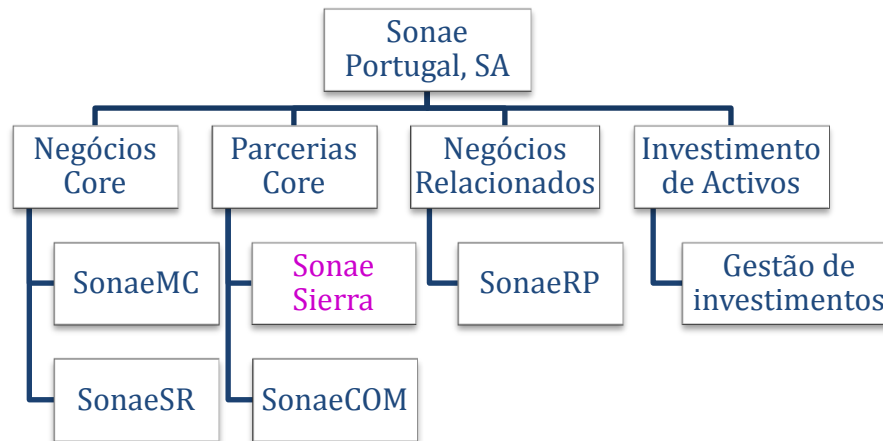 Sonae
Portugal, SA
Negócios
Core
Parcerias
Core
Negócios
Relacionados
Investimento
de Activos
SonaeMC
Sonae
Sierra
SonaeRP
Gestão de
investimentos
SonaeSR
SonaeCOM